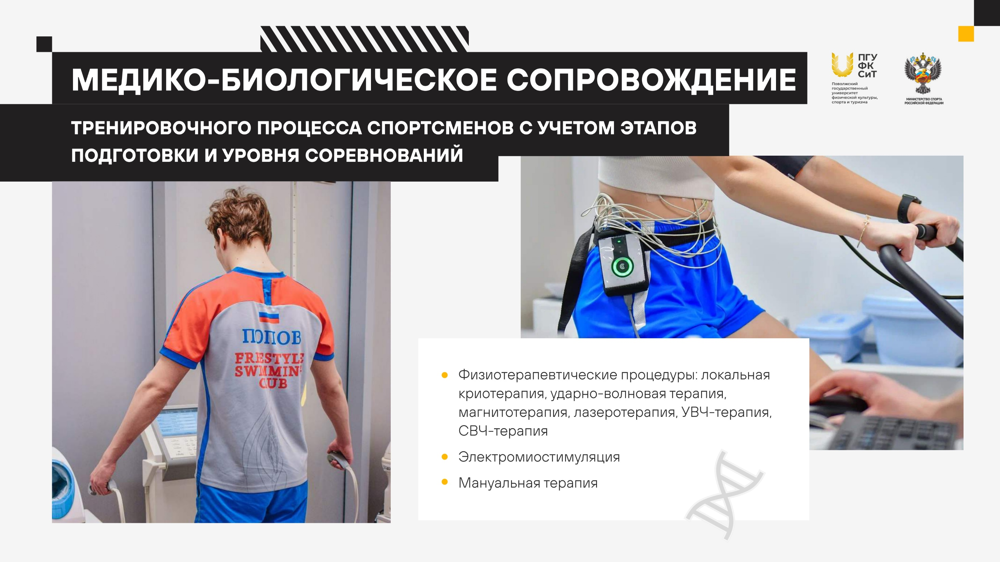 МЕДИКО-БИОЛОГИЧЕСКОЕ СОПРОВОЖДЕНИЕ
ТРЕНИРОВОЧНОГО ПРОЦЕССА СПОРТСМЕНОВ С УЧЕТОМ ЭТАПОВ
ПОДГОТОВКИ И УРОВНЯ СОРЕВНОВАНИЙ
ПГУ
ФК
СиТ
Поволжский
государственный
университет
физической культуры,
спорта и туризма
МИНИСТЕРСТВО СПОРТА
РОССИЙСКОЙ ФЕДЕРАЦИИ
ПОПОВ
FRESTYLE
SWMMIN
CUB
Физиотерапевтические процедуры: локальная
криотерапия, ударно-волновая терапия,
магнитотерапия, лазеротерапия, УВЧ-терапия,
СВЧ-терапия
Электромиостимуляция
Мануальная терапия